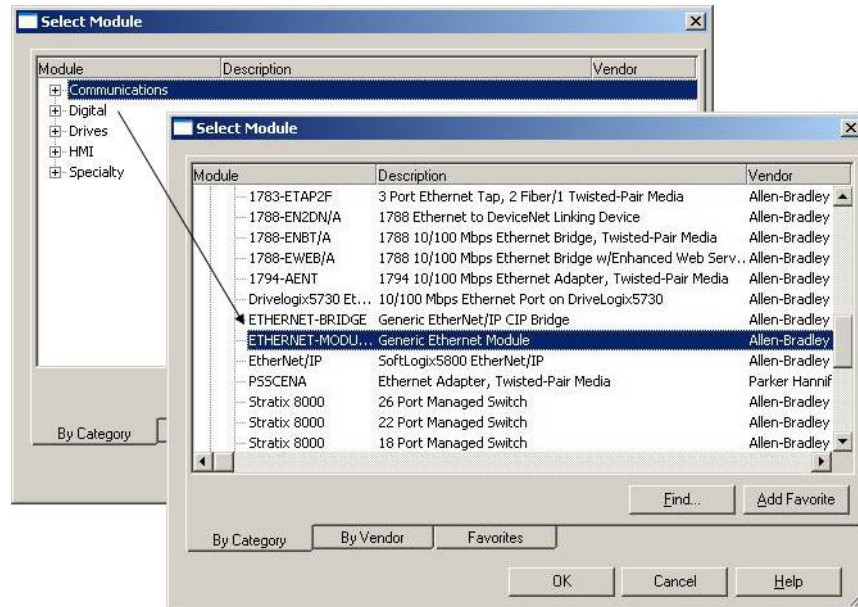 Select Module
Module Description Vendor
Communications
Digital
Drives
HMI
Specialty
By Category
Select Module
Module Description Vendor
1783-ETAP2F 3 Port Ethernet Tap, 2 Fiber/1 Twisted-Pair Media Allen-Bradley
1788-EN2DN/A 1788 Ethernet to DeviceNet Linking Device Allen-Bradley
1788-ENBT/A 1788 10/100 Mbps Ethernet Bridge, Twisted-Pair Media Allen-Bradley
1788-EWEB/A 1788 10/100 Mbps Ethernet Bridge w/Enhanced Web Serv... Allen-Bradley
1794-AENT 1794 10/100 Mbps Ethernet Adapter, Twisted-Pair Media Allen-Bradley
Drivelogix5730 Et... 10/100 Mbps Ethernet Port on DriveLogix5730 Allen-Bradley
ETHERNET-BRIDGE Generic EtherNet/IP CIP Bridge Allen-Bradley
ETHERNET-MODU... Generic Ethernet Module Allen-Bradley
EtherNet/IP SoftLogix5800 EtherNet/IP Allen-Bradley
PSSCENA Ethernet Adapter, Twisted-Pair Media Parker Hannif
Stratix 8000 26 Port Managed Switch Allen-Bradley
Stratix 8000 22 Port Managed Switch Allen-Bradley
Stratix 8000 18 Port Managed Switch Allen-Bradley
Find... Add Favorite
By Category By Vendor Favorites
OK Cancel Help